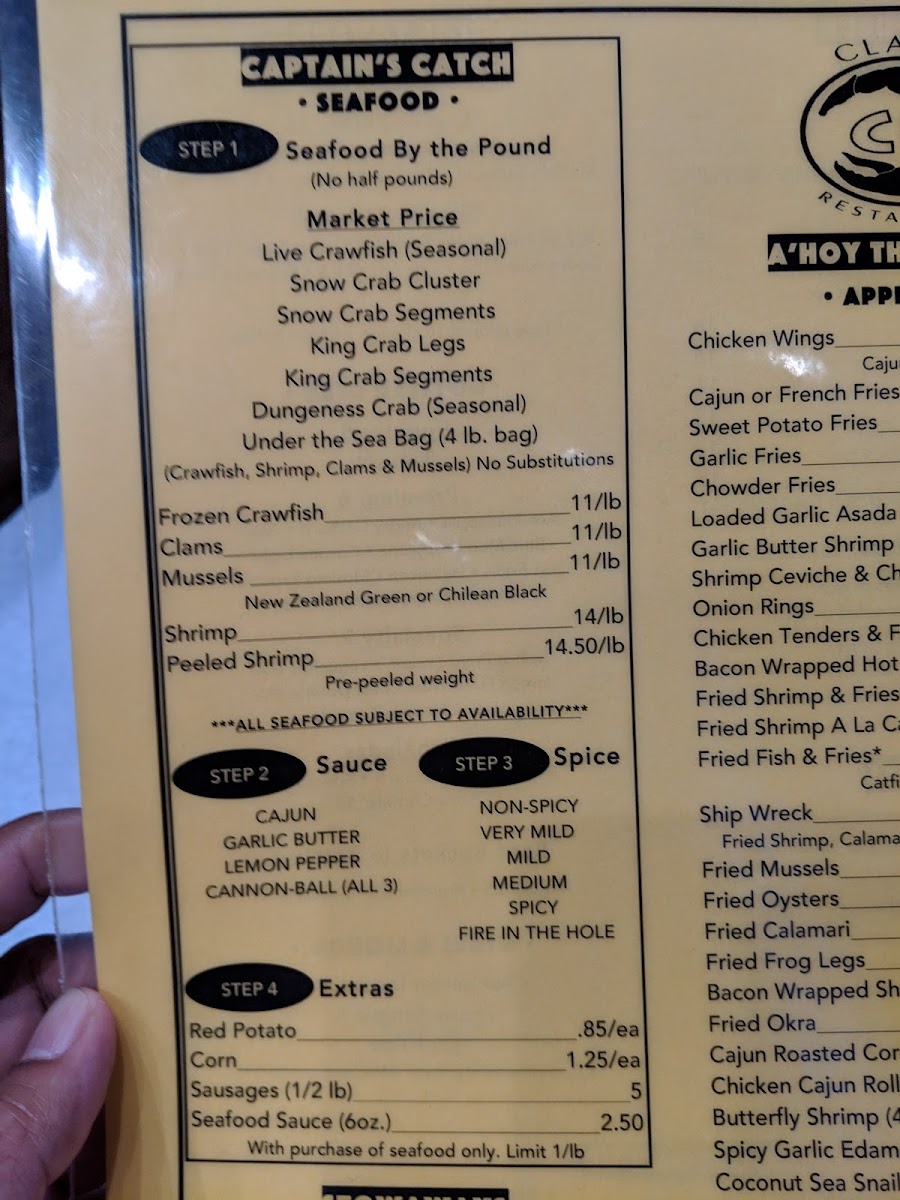 CAPTAIN'S CATCH
• SEAFOOD •
STEP 1 Seafood By the Pound
(No half pounds)
Market Price
Live Crawfish (Seasonal)
Snow Crab Cluster
Snow Crab Segments
King Crab Legs
King Crab Segments
Dungeness Crab (Seasonal)
Under the Sea Bag (4 lb. bag)
(Crawfish, Shrimp, Clams & Mussels) No Substitutions
Frozen Crawfish 11/lb
Clams 11/lb
Mussels 11/lb
New Zealand Green or Chilean Black
Shrimp 14/lb
Peeled Shrimp 14.50/lb
Pre-peeled weight
***ALL SEAFOOD SUBJECT TO AVAILABILITY***
STEP 2 Sauce
CAJUN
GARLIC BUTTER
LEMON PEPPER
CANNON-BALL (ALL 3)
STEP 3 Spice
NON-SPICY
VERY MILD
MILD
MEDIUM
SPICY
FIRE IN THE HOLE
STEP 4 Extras
Red Potato .85/ea
Corn 1.25/ea
Sausages (1/2 lb) 5
Seafood Sauce (6oz.) 2.50
With purchase of seafood only. Limit 1/lb
CLA
C
RESTA
A'HOY TH
• APPE
Chicken Wings
Cajun
Cajun or French Fries
Sweet Potato Fries
Garlic Fries
Chowder Fries
Loaded Garlic Asada
Garlic Butter Shrimp
Shrimp Ceviche & Ch
Onion Rings
Chicken Tenders & F
Bacon Wrapped Hot
Fried Shrimp & Fries
Fried Shrimp A La Ca
Fried Fish & Fries*
Catfi
Ship Wreck
Fried Shrimp, Calama
Fried Mussels
Fried Oysters
Fried Calamari
Fried Frog Legs
Bacon Wrapped Sh
Fried Okra
Cajun Roasted Cor
Chicken Cajun Roll
Butterfly Shrimp (4
Spicy Garlic Edam
Coconut Sea Snail